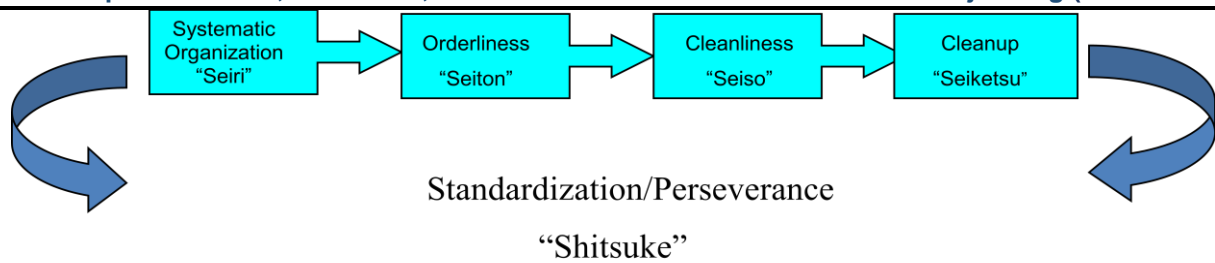 Systematic
Organization
“Seiri”
Orderliness
“Seiton”
Cleanliness
“Seiso”
Cleanup
“Seiketsu”
Standardization/Perseverance
“Shitsuke”